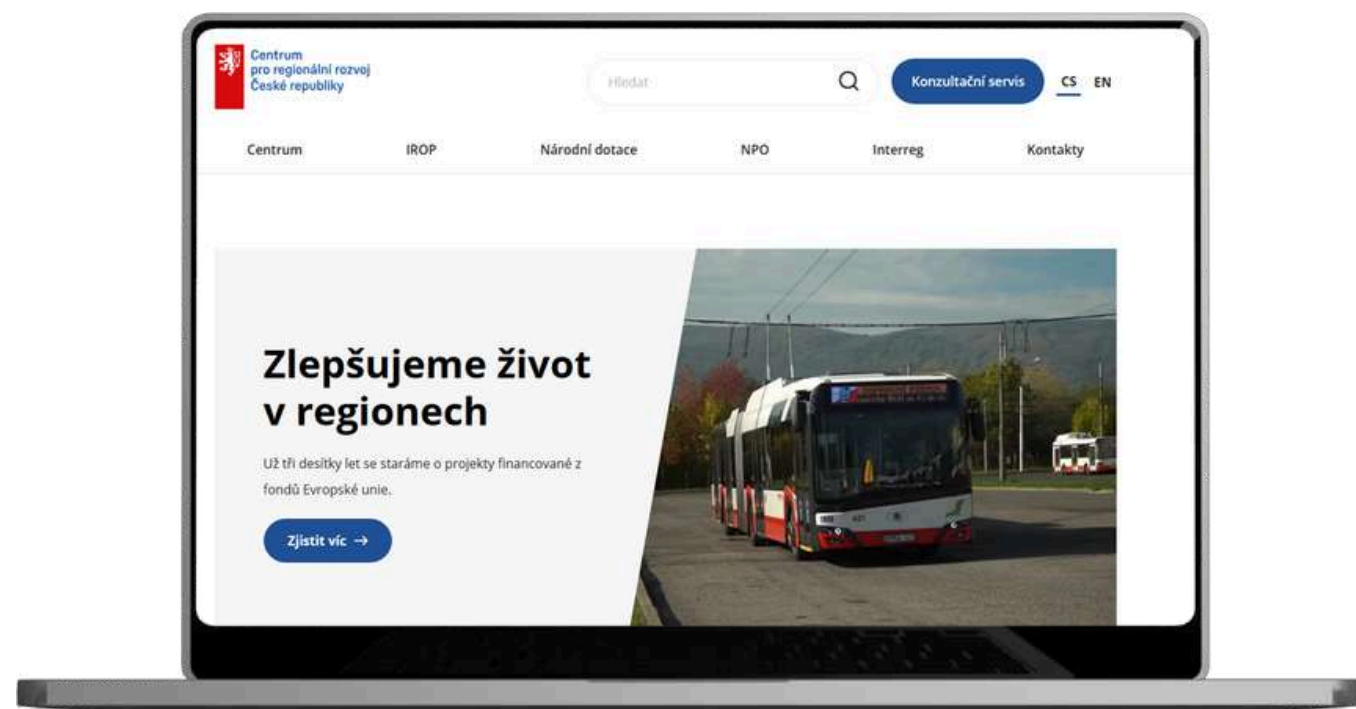 Centrum
pro regionální rozvoj
České republiky
Hledat
Konzultační servis
CS EN
Centrum IROP Národní dotace NPO Interreg Kontakty
Zlepšujeme život
v regionech
Už tři desítky let se staráme o projekty financované z
fondů Evropské unie.
Zjistit víc →